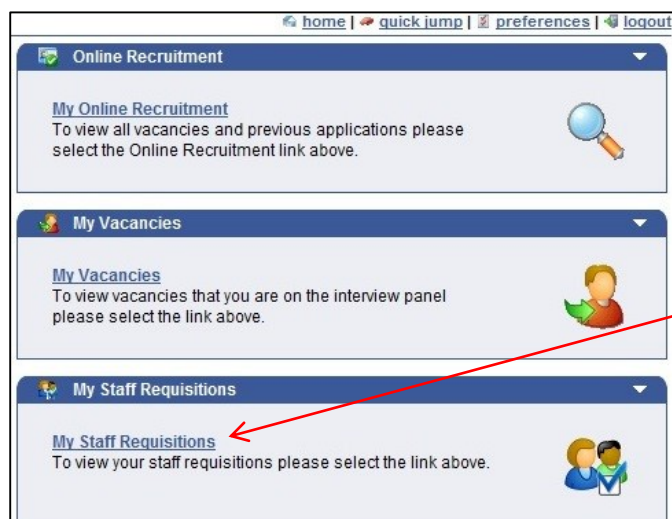 home | quick jump | preferences | logout
Online Recruitment
My Online Recruitment
To view all vacancies and previous applications please
select the Online Recruitment link above.
My Vacancies
My Vacancies
To view vacancies that you are on the interview panel
please select the link above.
My Staff Requisitions
My Staff Requisitions
To view your staff requisitions please select the link above.